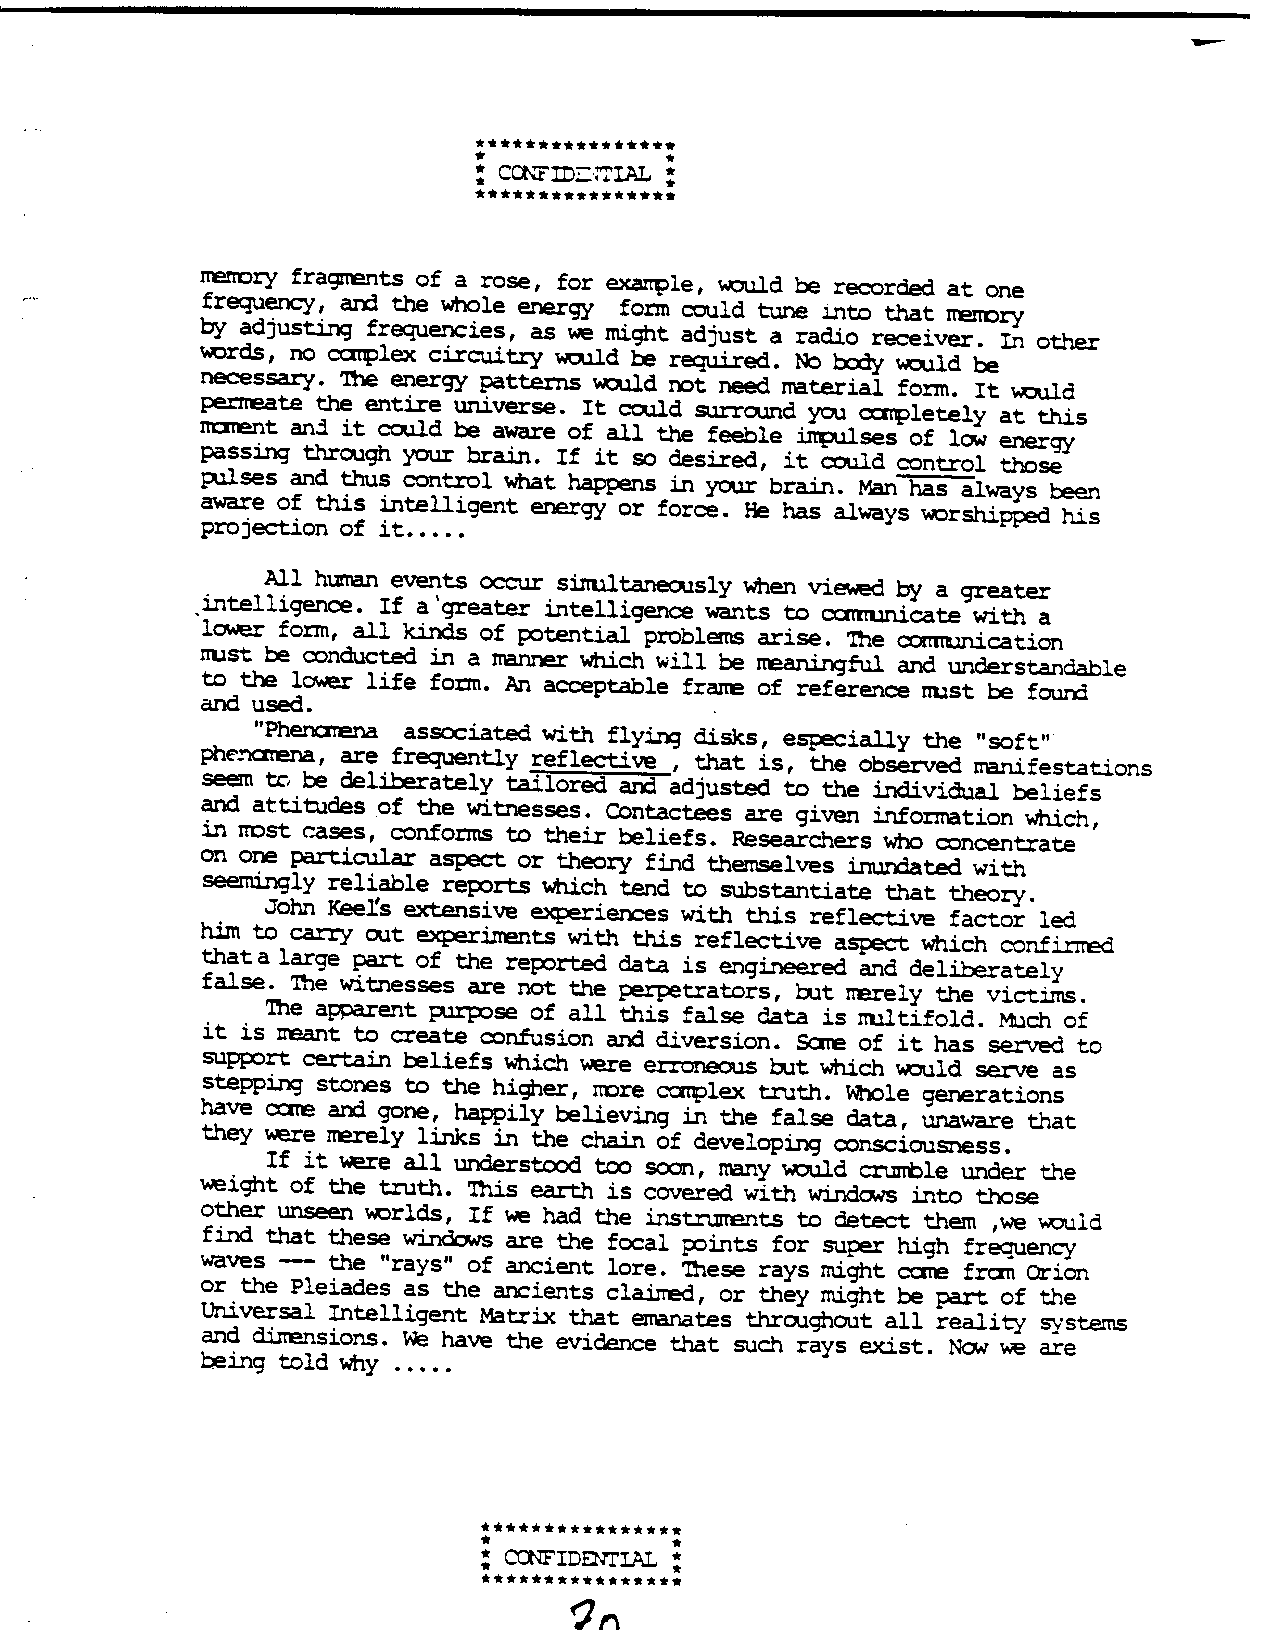 ****************
* CONFIDENTIAL *
****************
memory fragments of a rose, for example, would be recorded at one
frequency, and the whole energy form could tune into that memory
by adjusting frequencies, as we might adjust a radio receiver. In other
words, no complex circuitry would be required. No body would be
necessary. The energy patterns would not need material form. It would
permeate the entire universe. It could surround you completely at this
moment and it could be aware of all the feeble impulses of low energy
passing through your brain. If it so desired, it could control those
pulses and thus control what happens in your brain. Man has always been
aware of this intelligent energy or force. He has always worshipped his
projection of it.....
All human events occur simultaneously when viewed by a greater
intelligence. If a greater intelligence wants to communicate with a
lower form, all kinds of potential problems arise. The communication
must be conducted in a manner which will be meaningful and understandable
to the lower life form. An acceptable frame of reference must be found
and used.
"Phenomena associated with flying disks, especially the "soft"
phenomena, are frequently reflective , that is, the observed manifestations
seem to be deliberately tailored and adjusted to the individual beliefs
and attitudes of the witnesses. Contactees are given information which,
in most cases, conforms to their beliefs. Researchers who concentrate
on one particular aspect or theory find themselves inundated with
seemingly reliable reports which tend to substantiate that theory.
John Keel's extensive experiences with this reflective factor led
him to carry out experiments with this reflective aspect which confirmed
that a large part of the reported data is engineered and deliberately
false. The witnesses are not the perpetrators, but merely the victims.
The apparent purpose of all this false data is multifold. Much of
it is meant to create confusion and diversion. Some of it has served to
support certain beliefs which were erroneous but which would serve as
stepping stones to the higher, more complex truth. Whole generations
have come and gone, happily believing in the false data, unaware that
they were merely links in the chain of developing consciousness.
If it were all understood too soon, many would crumble under the
weight of the truth. This earth is covered with windows into those
other unseen worlds, If we had the instruments to detect them ,we would
find that these windows are the focal points for super high frequency
waves --- the "rays" of ancient lore. These rays might come from Orion
or the Pleiades as the ancients claimed, or they might be part of the
Universal Intelligent Matrix that emanates throughout all reality systems
and dimensions. We have the evidence that such rays exist. Now we are
being told why .....
****************
* CONFIDENTIAL *
****************